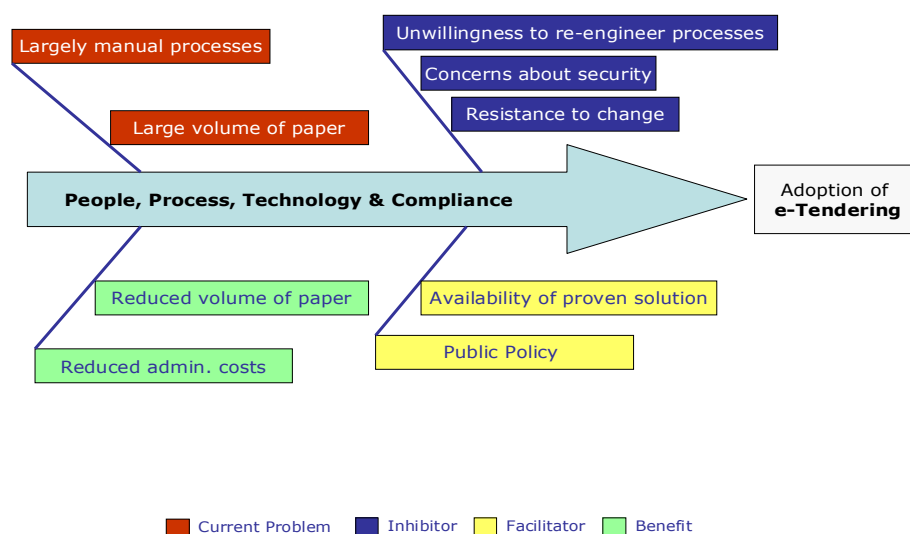 Largely manual processes
Unwillingness to re-engineer processes
Concerns about security
Resistance to change
Large volume of paper
People, Process, Technology & Compliance
Adoption of
e-Tendering
Reduced volume of paper
Availability of proven solution
Public Policy
Reduced admin. costs
Current Problem
Inhibitor
Facilitator
Benefit